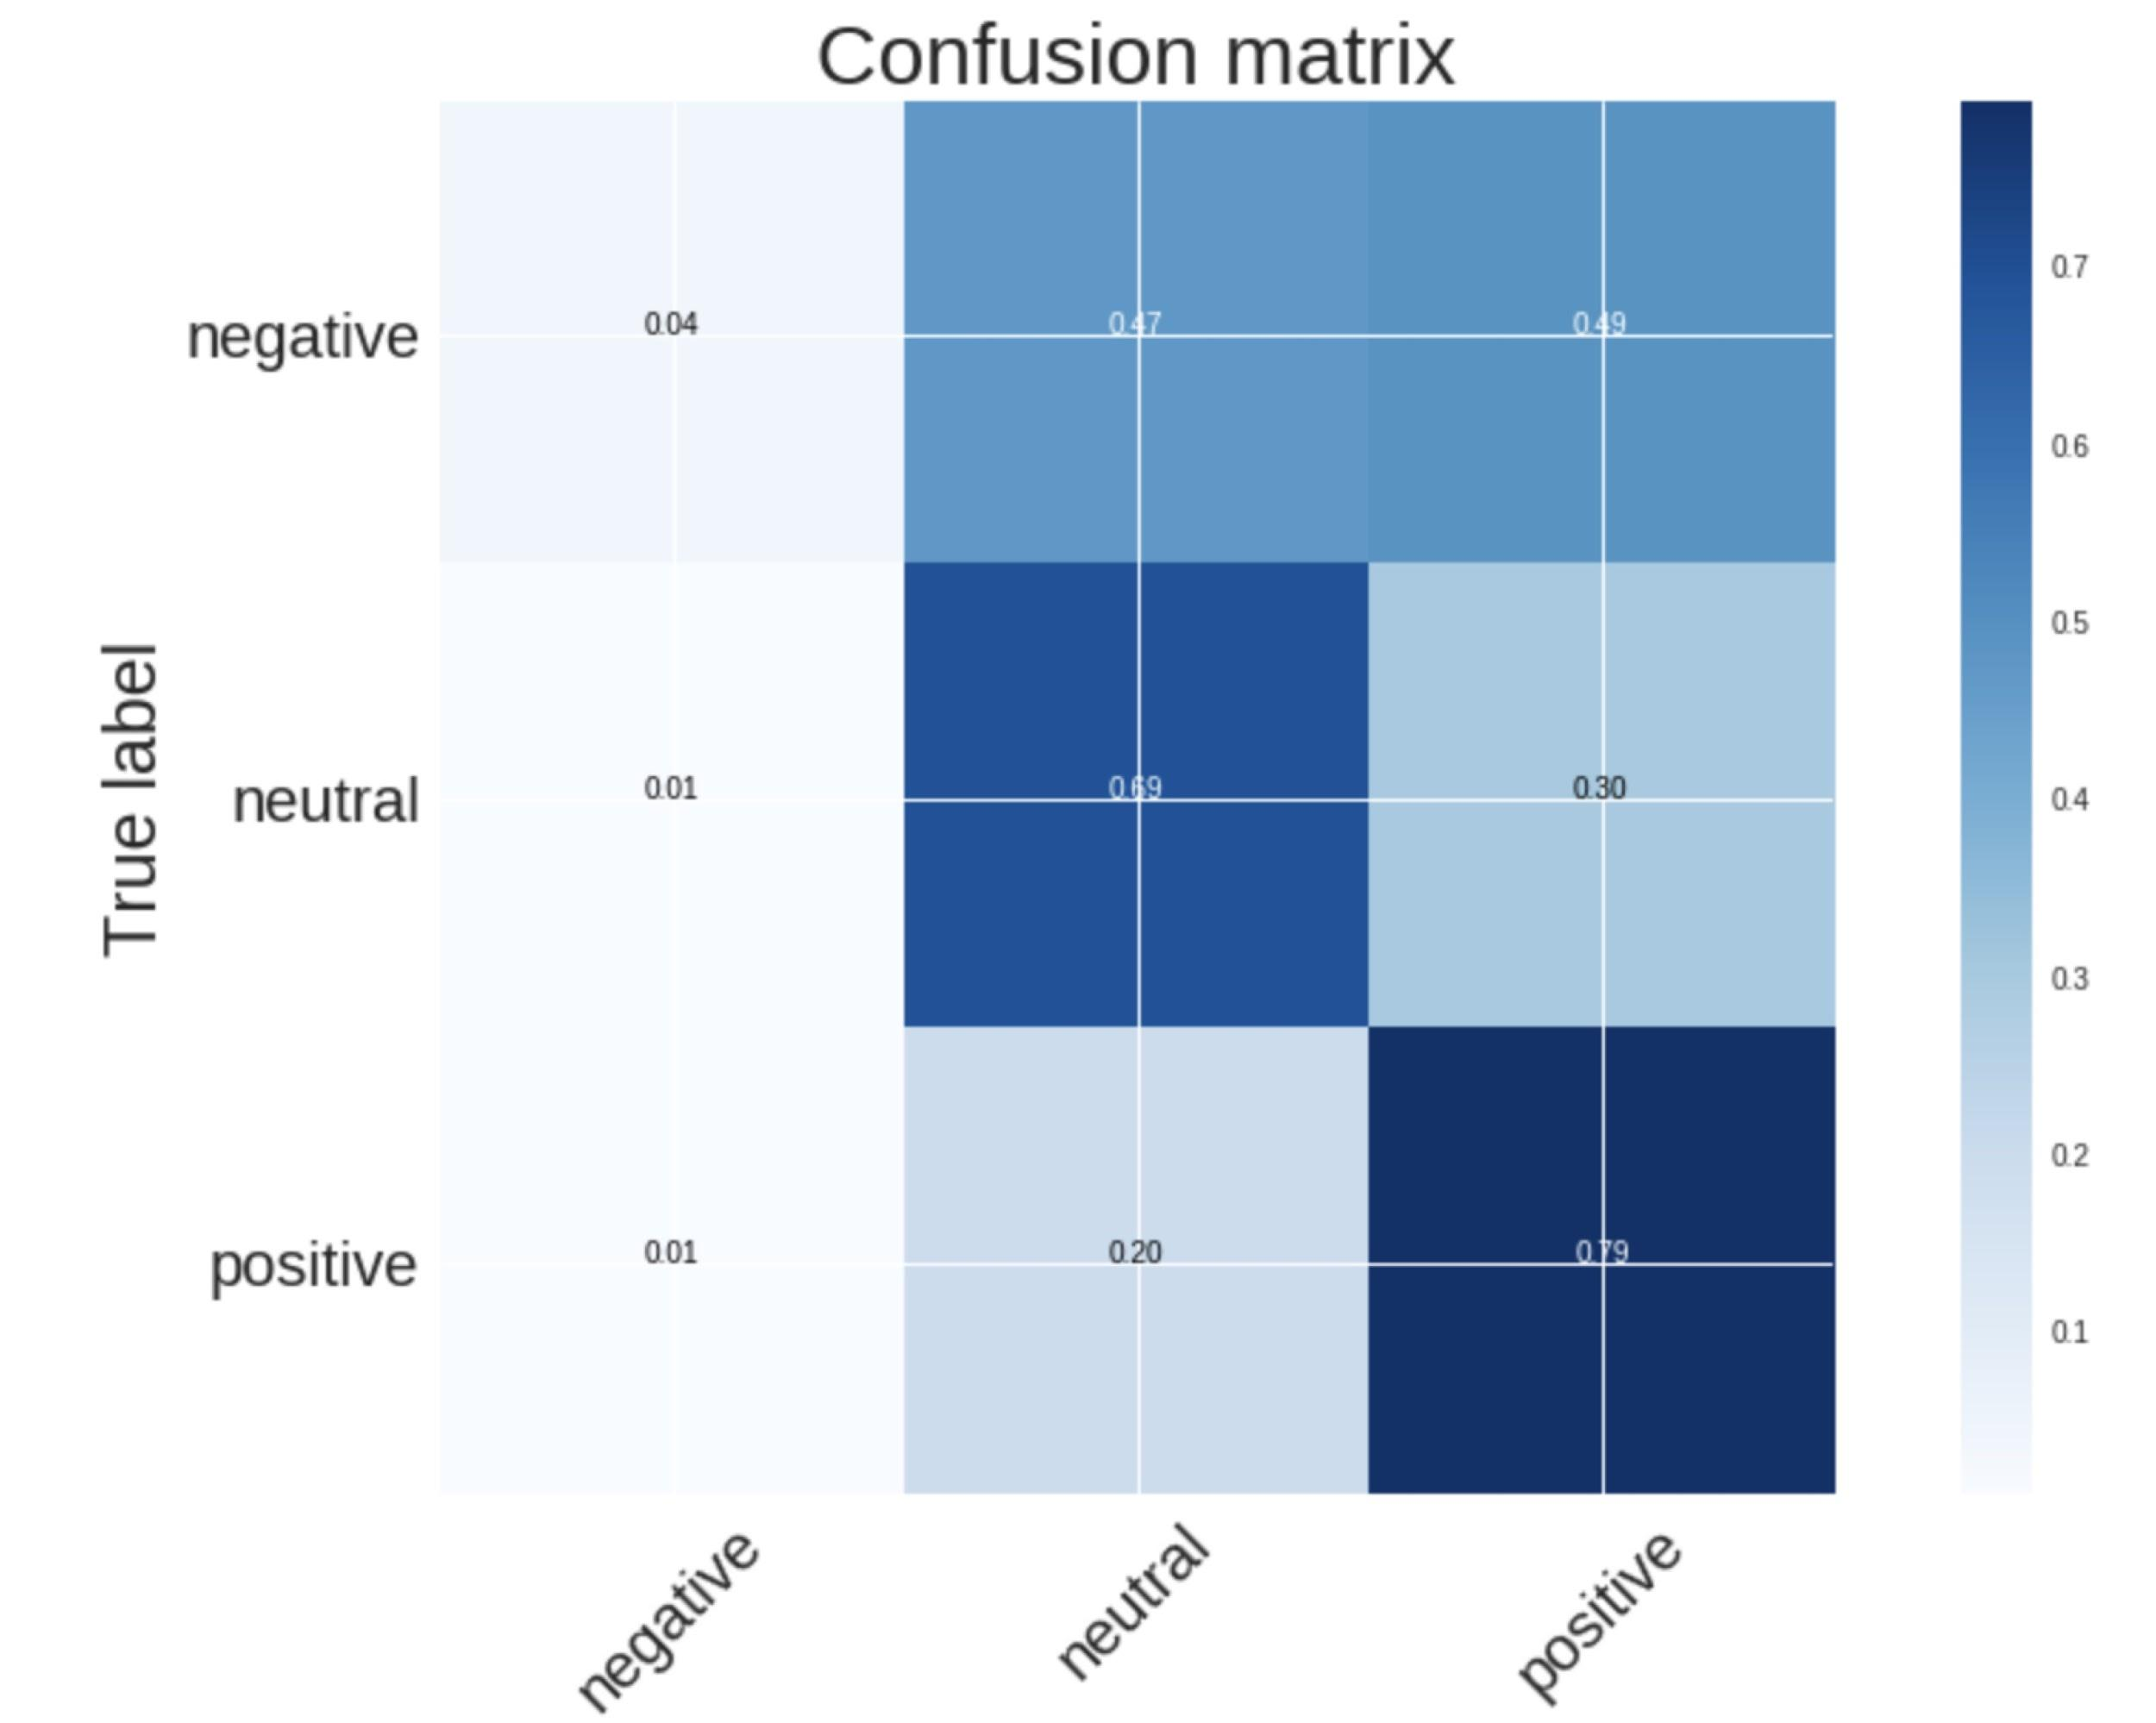 Confusion matrix
True label
negative
0.04
0.47
0.49
neutral
0.01
0.69
0.30
positive
0.01
0.20
0.79
negative
neutral
positive
0.7
0.6
0.5
0.4
0.3
0.2
0.1